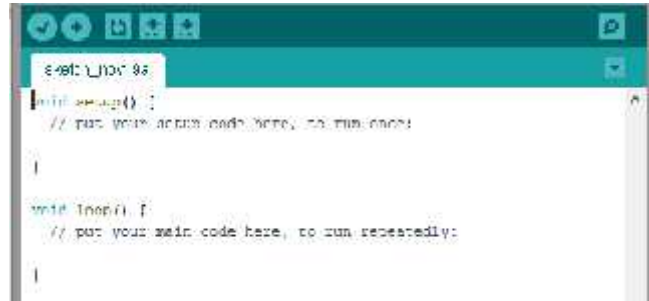 sketch_nov19a
void setup() {
// put your setup code here, to run once:
}
void loop() {
// put your main code here, to run repeatedly:
}